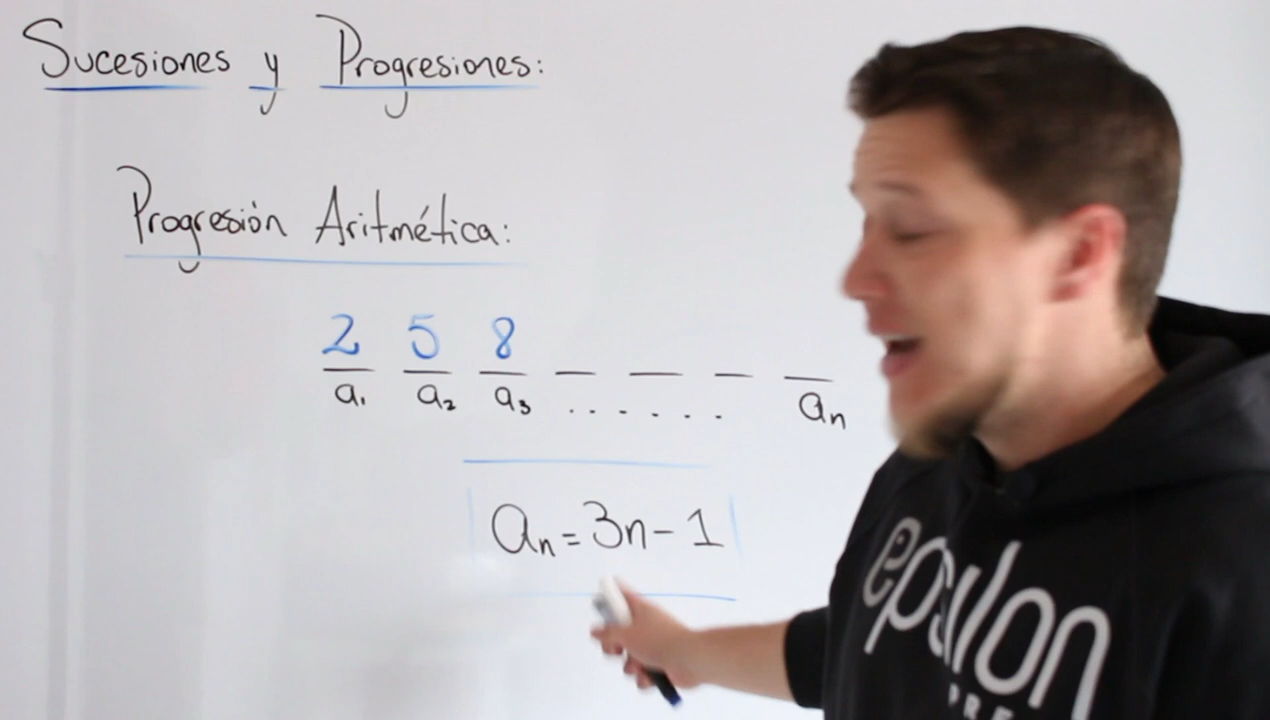 Sucesiones y Progresiones:
Progresión Aritmética:
2 5 8
a₁ a₂ a₃ ...... aₙ
aₙ = 3n - 1
epsilon